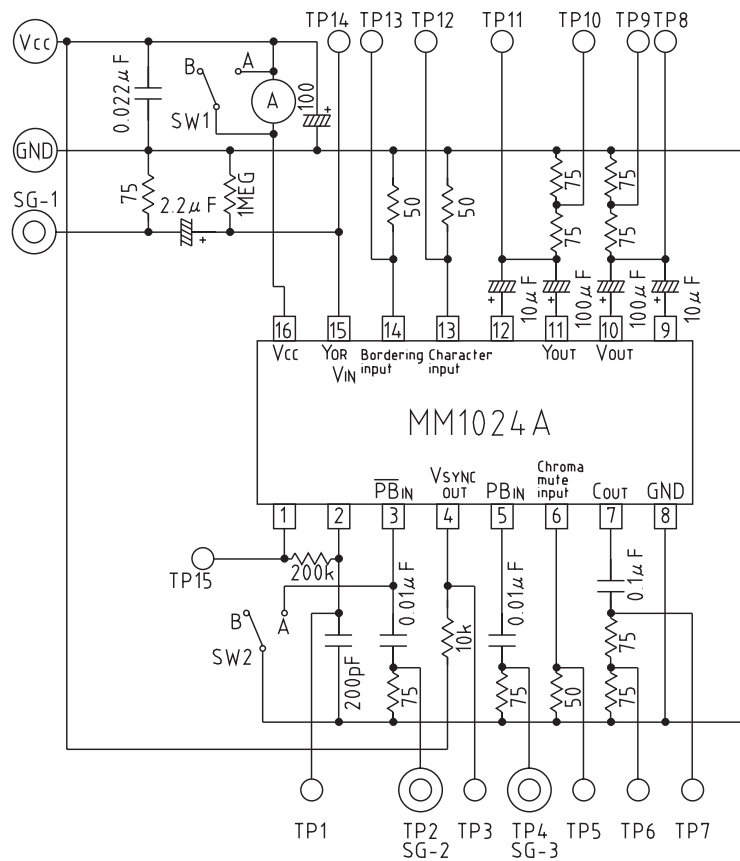 TP14 TP13 TP12 TP11 TP10 TP9 TP8
Vcc
B A
A
0.022μF
SW1
100
+
GND
SG-1
75
2.2μF
+
1MEG
50
50
75
75
75
75
+
10μF
+
100μF
+
100μF
+
10μF
16 15 14 13 12 11 10 9
VCC
YOR
VIN
Bordering
input
Character
input
YOUT
VOUT
MM1024A
PBIN
VSYNC
OUT
PBIN
Chroma
mute
input
COUT
GND
1 2 3 4 5 6 7 8
TP15
200k
0.01μF
0.01μF
0.1μF
B A
SW2
200pF
75
10k
75
50
75
75
TP1
TP2
SG-2
TP3
TP4
SG-3
TP5
TP6
TP7